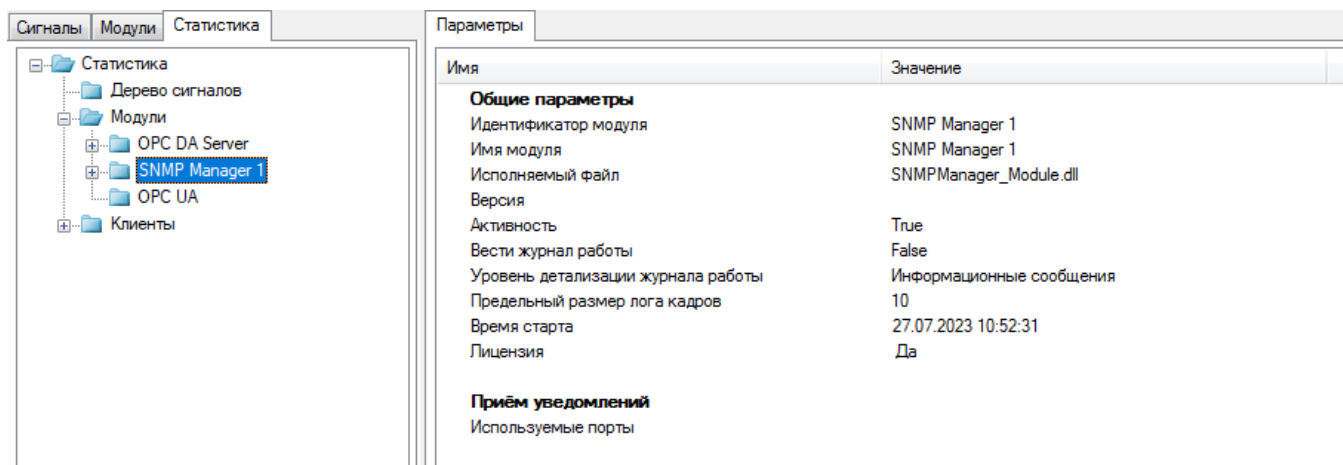 Сигналы Модули Статистика
Статистика
Дерево сигналов
Модули
OPC DA Server
SNMP Manager 1
OPC UA
Клиенты
Параметры
Имя Значение
Общие параметры
Идентификатор модуля SNMP Manager 1
Имя модуля SNMP Manager 1
Исполняемый файл SNMPManager_Module.dll
Версия
Активность True
Вести журнал работы False
Уровень детализации журнала работы Информационные сообщения
Предельный размер лога кадров 10
Время старта 27.07.2023 10:52:31
Лицензия Да
Приём уведомлений
Используемые порты